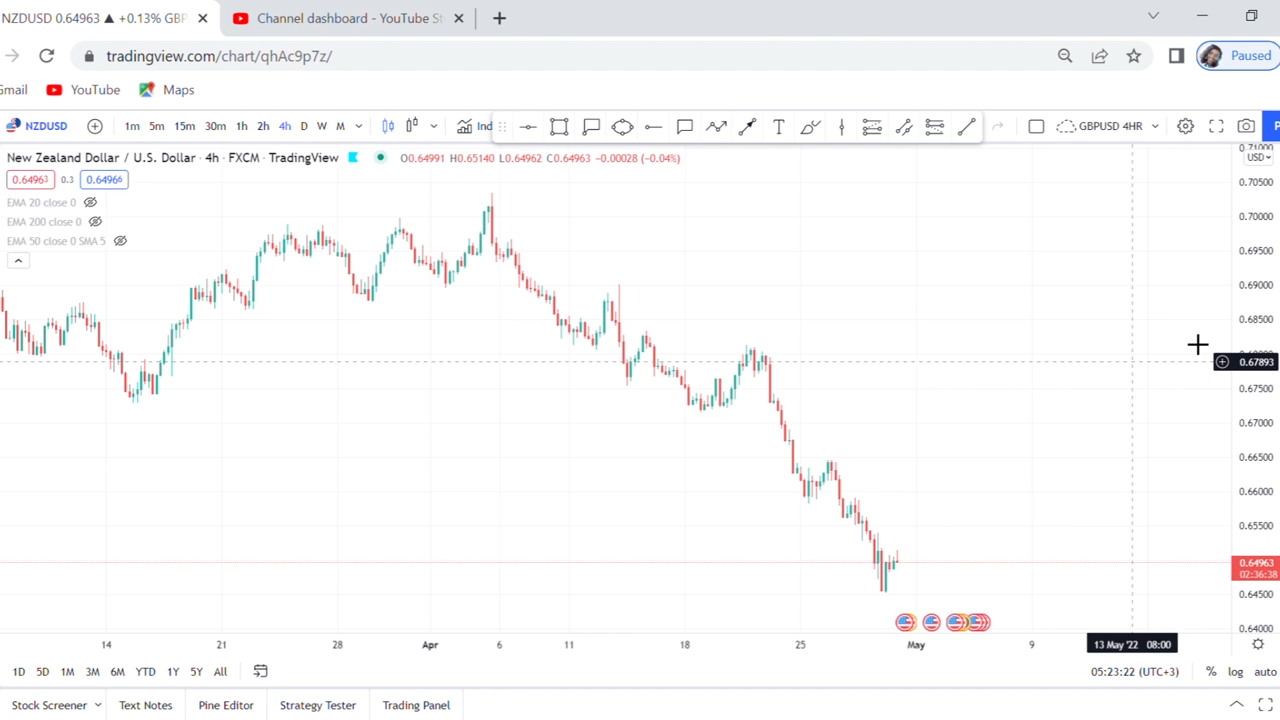 NZDUSD 0.64963 ▲ +0.13% GBP
Channel dashboard - YouTube St
tradingview.com/chart/qhAc9p7z/
Paused
Gmail
YouTube
Maps
NZDUSD
1m 5m 15m 30m 1h 2h 4h D W M
Ind
GBPUSD 4HR
P
New Zealand Dollar / U.S. Dollar · 4h · FXCM · TradingView
O0.64991 H0.65140 L0.64962 C0.64963 −0.00028 (−0.04%)
0.64963 0.3 0.64966
EMA 20 close 0
EMA 200 close 0
EMA 50 close 0 SMA 5
0.71000
USD
0.70500
0.70000
0.69500
0.69000
0.68500
0.68000
0.67893
0.67500
0.67000
0.66500
0.66000
0.65500
0.64963
02:36:38
0.64500
0.64000
14 21 28 Apr 6 11 18 25 May 9 13 May '22 08:00
1D 5D 1M 3M 6M YTD 1Y 5Y All
05:23:22 (UTC+3) % log auto
Stock Screener Text Notes Pine Editor Strategy Tester Trading Panel